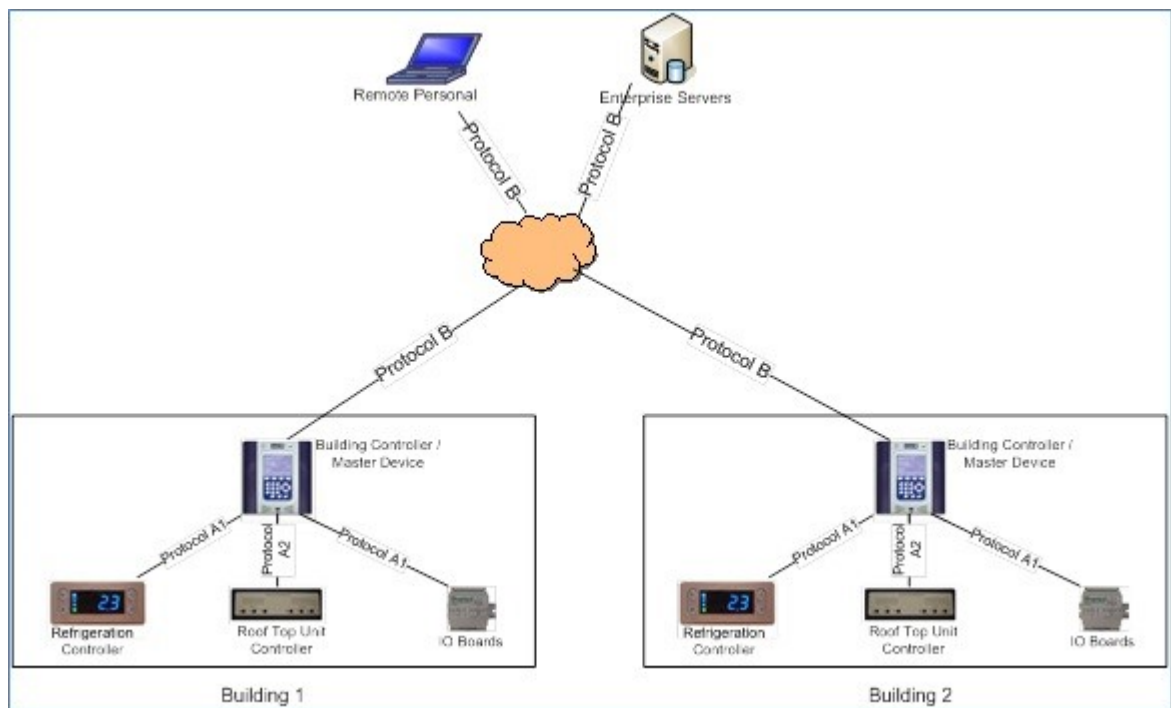 Remote Personal
Enterprise Servers
Protocol B
Protocol B
Protocol B
Protocol B
Building Controller /
Master Device
Protocol A1
Protocol
A2
Protocol A1
23
Refrigeration
Controller
Roof Top Unit
Controller
IO Boards
Building 1
Building Controller /
Master Device
Protocol A1
Protocol
A2
Protocol A1
23
Refrigeration
Controller
Roof Top Unit
Controller
IO Boards
Building 2